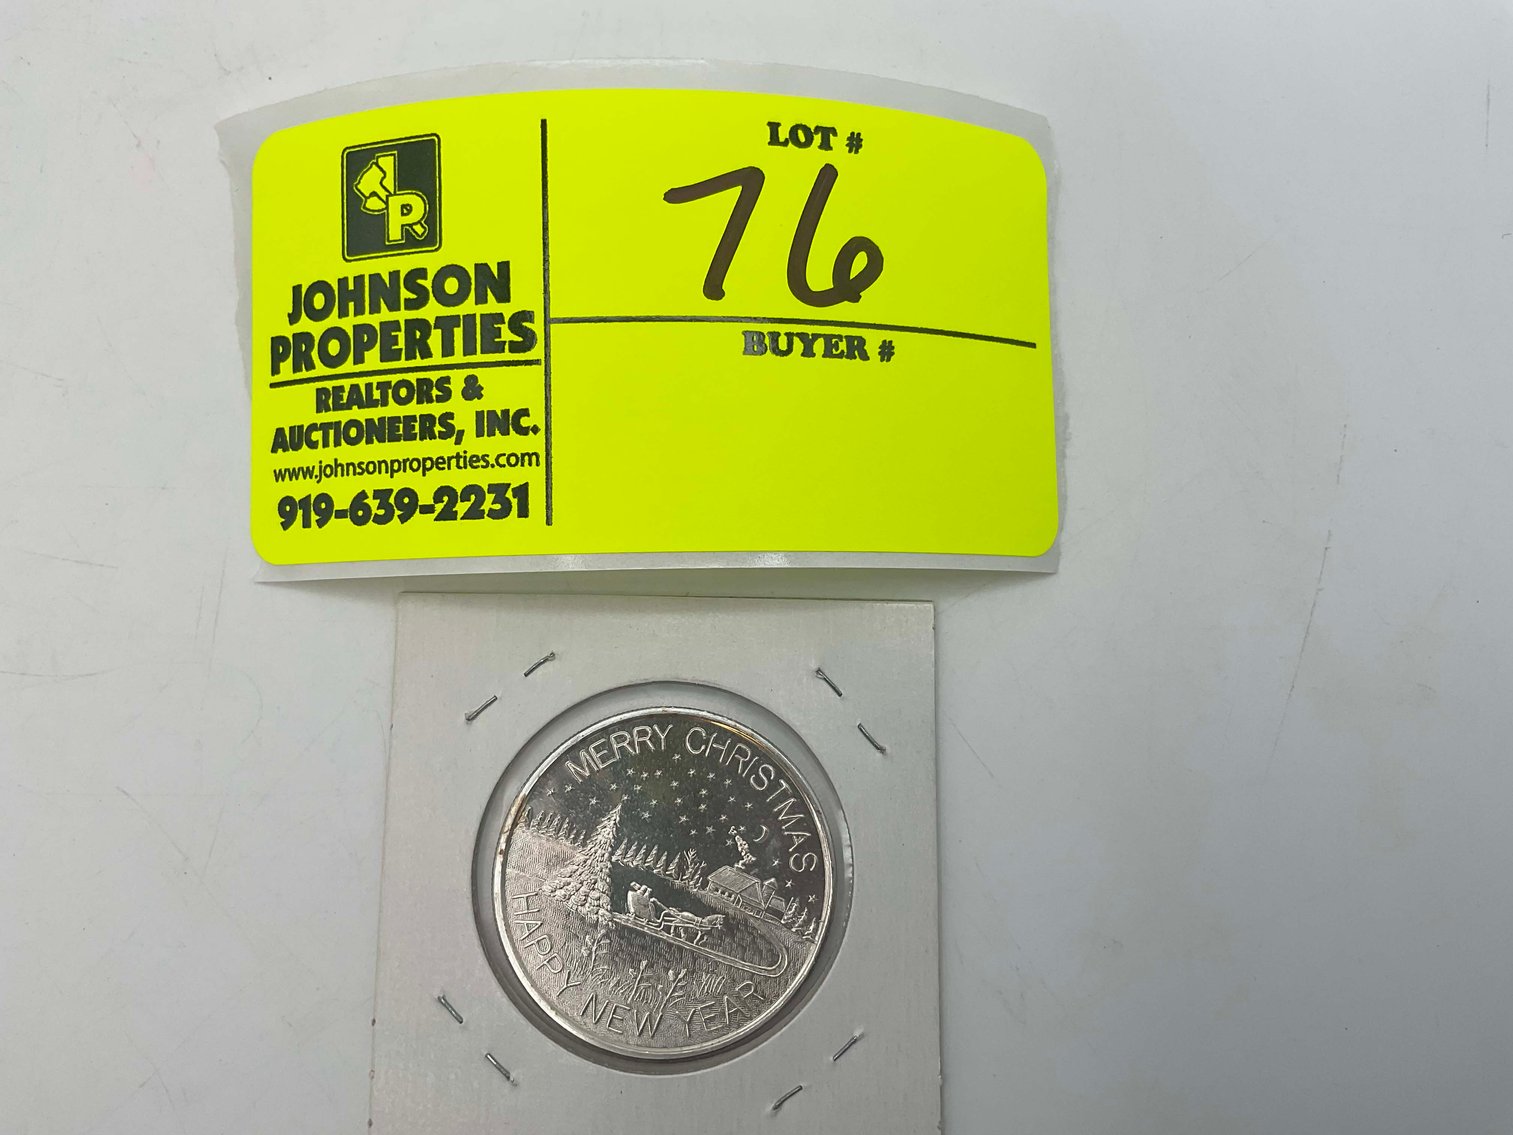 JPR
JOHNSON
PROPERTIES
REALTORS &
AUCTIONEERS, INC.
www.johnsonproperties.com
919-639-2231
LOT #
76
BUYER #
MERRY CHRISTMAS
HAPPY NEW YEAR